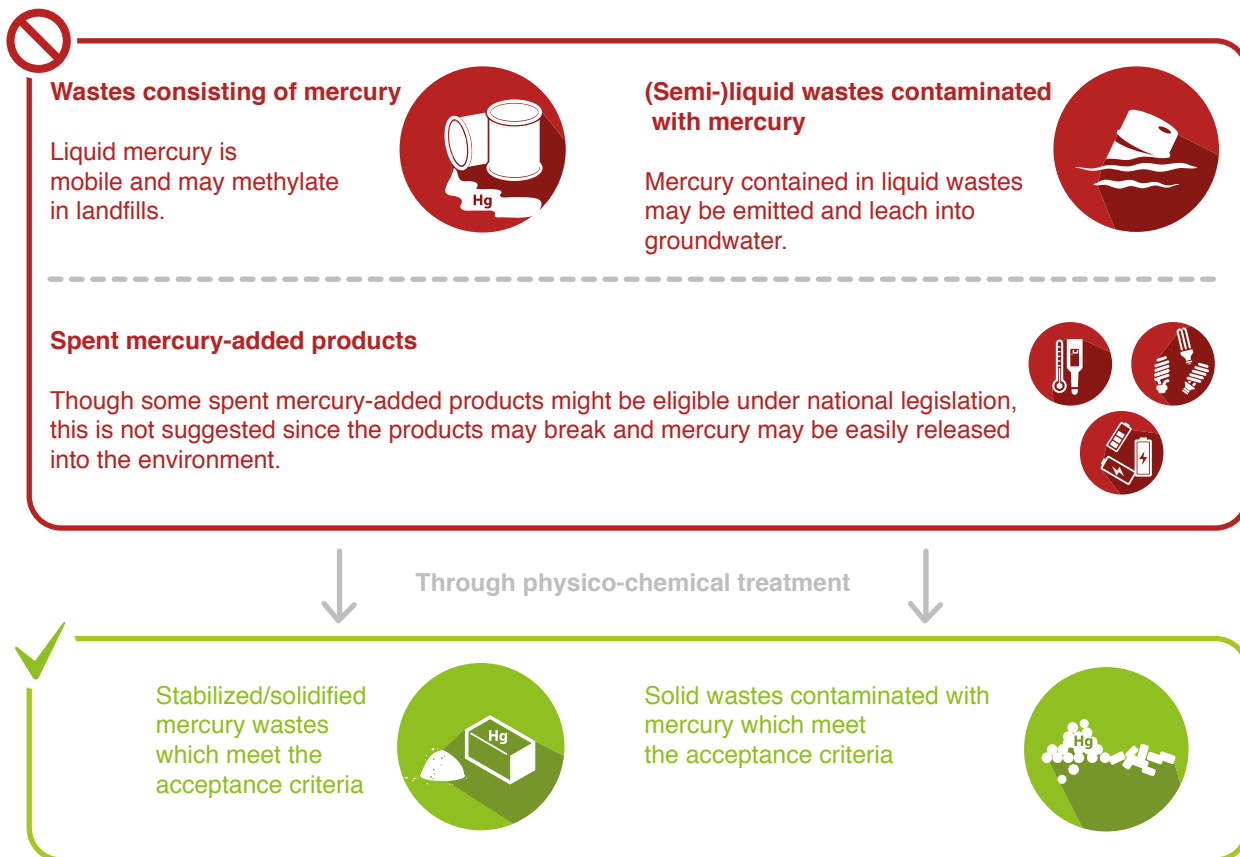 Wastes consisting of mercury
Liquid mercury is
mobile and may methylate
in landfills.
Hg
(Semi-)liquid wastes contaminated
with mercury
Mercury contained in liquid wastes
may be emitted and leach into
groundwater.
Spent mercury-added products
Though some spent mercury-added products might be eligible under national legislation,
this is not suggested since the products may break and mercury may be easily released
into the environment.
Through physico-chemical treatment
Stabilized/solidified
mercury wastes
which meet the
acceptance criteria
Hg
Solid wastes contaminated with
mercury which meet
the acceptance criteria
Hg